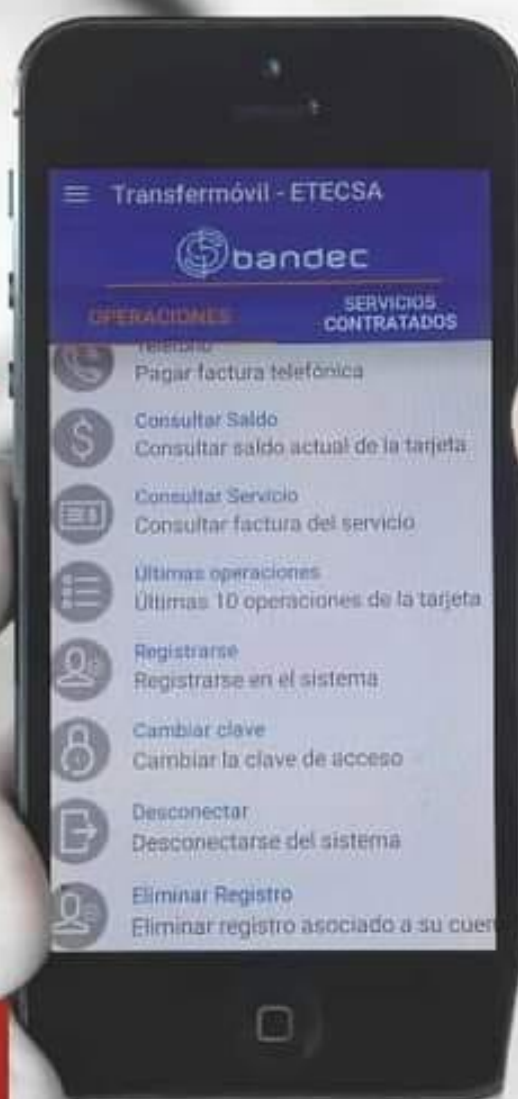 Transfermóvil - ETECSA
bandec
OPERACIONES
SERVICIOS
CONTRATADOS
Teléfono
Pagar factura telefónica
Consultar Saldo
Consultar saldo actual de la tarjeta
Consultar Servicio
Consultar factura del servicio
Últimas operaciones
Últimas 10 operaciones de la tarjeta
Registrarse
Registrarse en el sistema
Cambiar clave
Cambiar la clave de acceso
Desconectar
Desconectarse del sistema
Eliminar Registro
Eliminar registro asociado a su cuen